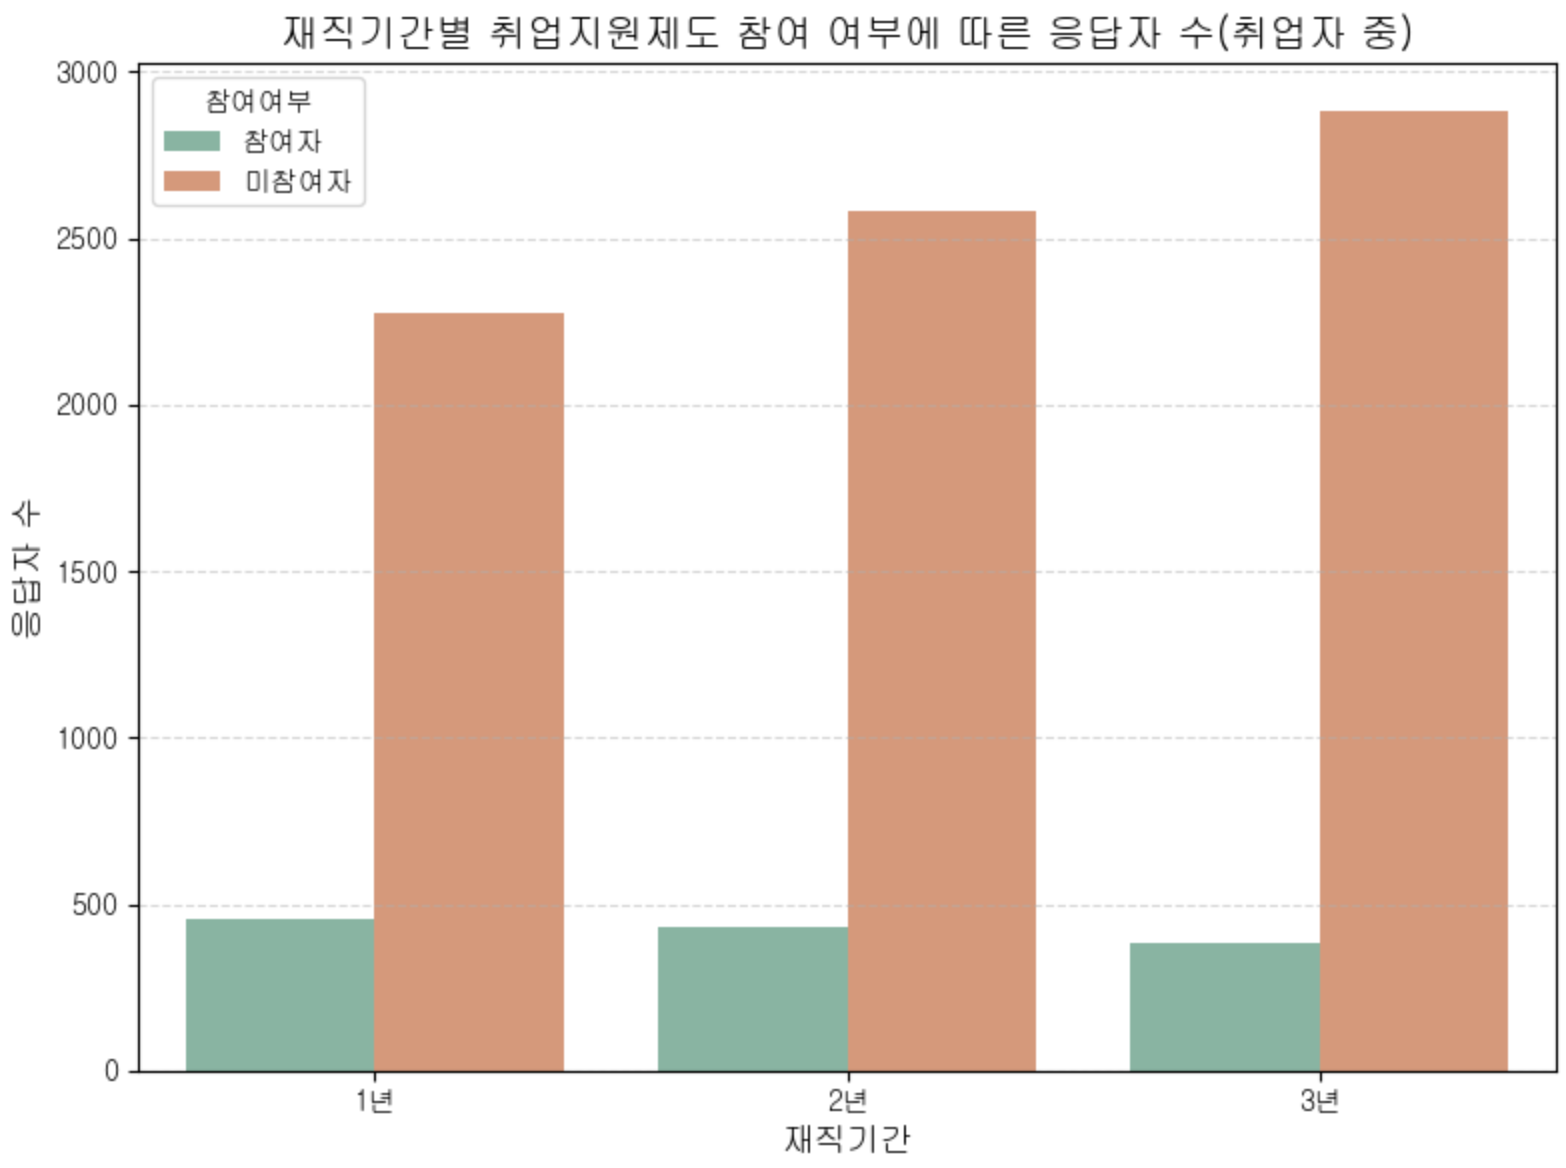 재직기간별 취업지원제도 참여 여부에 따른 응답자 수(취업자 중)
참여여부
참여자
미참여자
3000
2500
2000
1500
1000
500
0
응답자 수
1년
2년
3년
재직기간